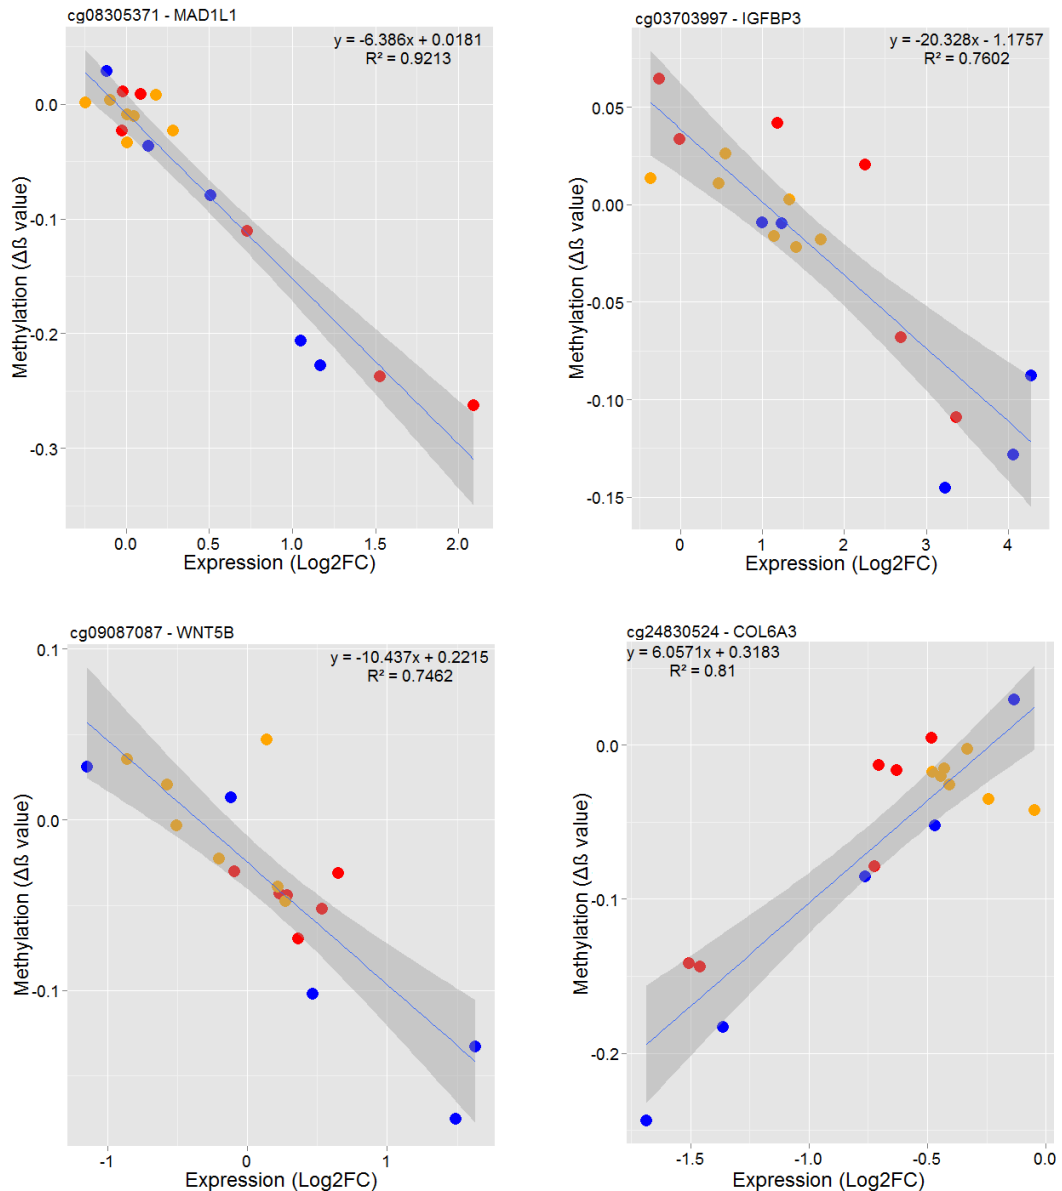 cg08305371 - MAD1L1
y = -6.386x + 0.0181
R² = 0.9213
0.0
-0.1
-0.2
-0.3
Methylation (Δß value)
0.0 0.5 1.0 1.5 2.0
Expression (Log2FC)
cg03703997 - IGFBP3
y = -20.328x - 1.1757
R² = 0.7602
0.05
0.00
-0.05
-0.10
-0.15
Methylation (Δß value)
0 1 2 3 4
Expression (Log2FC)
cg09087087 - WNT5B
y = -10.437x + 0.2215
R² = 0.7462
0.1
0.0
-0.1
Methylation (Δß value)
-1 0 1
Expression (Log2FC)
cg24830524 - COL6A3
y = 6.0571x + 0.3183
R² = 0.81
0.0
-0.1
-0.2
Methylation (Δß value)
-1.5 -1.0 -0.5 0.0
Expression (Log2FC)